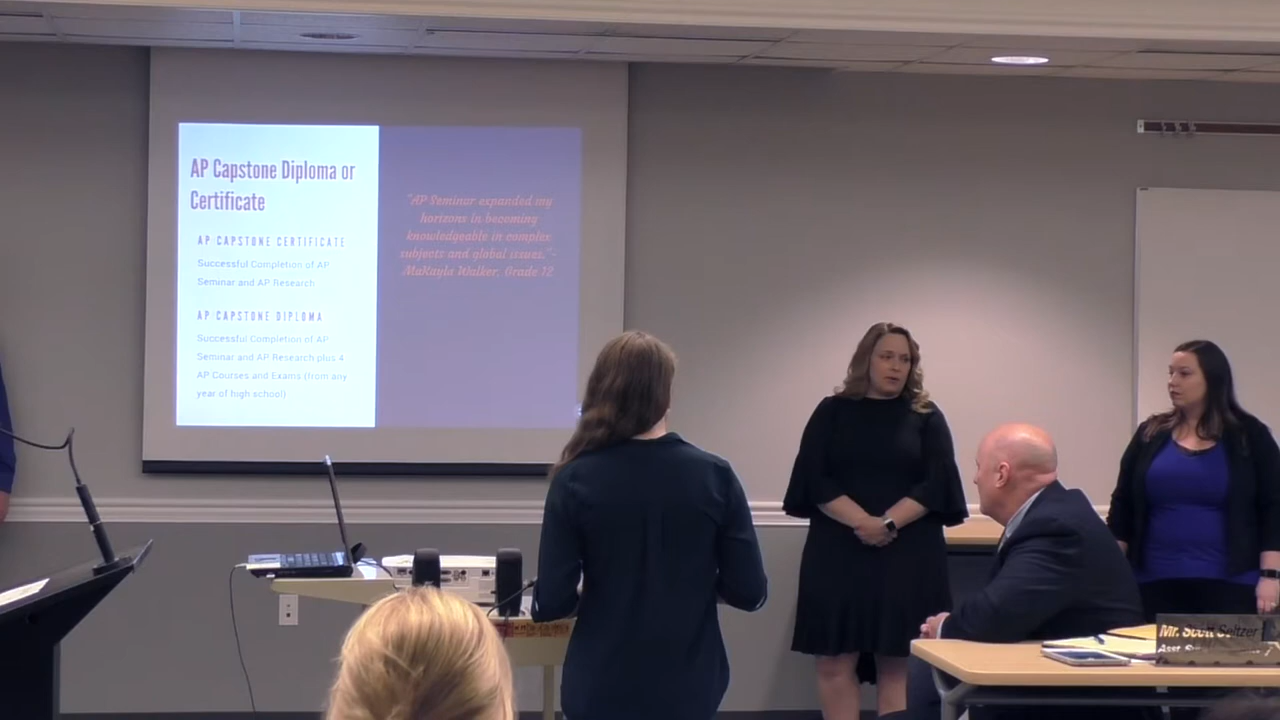 AP Capstone Diploma or
Certificate
AP CAPSTONE CERTIFICATE
Successful Completion of AP
Seminar and AP Research
AP CAPSTONE DIPLOMA
Successful Completion of AP
Seminar and AP Research plus 4
AP Courses and Exams (from any
year of high school)
"AP Seminar expanded my
horizons in becoming
knowledgeable in complex
subjects and global issues."-
MaKayla Walker, Grade 12
Mr. Scott Seltzer
Asst.